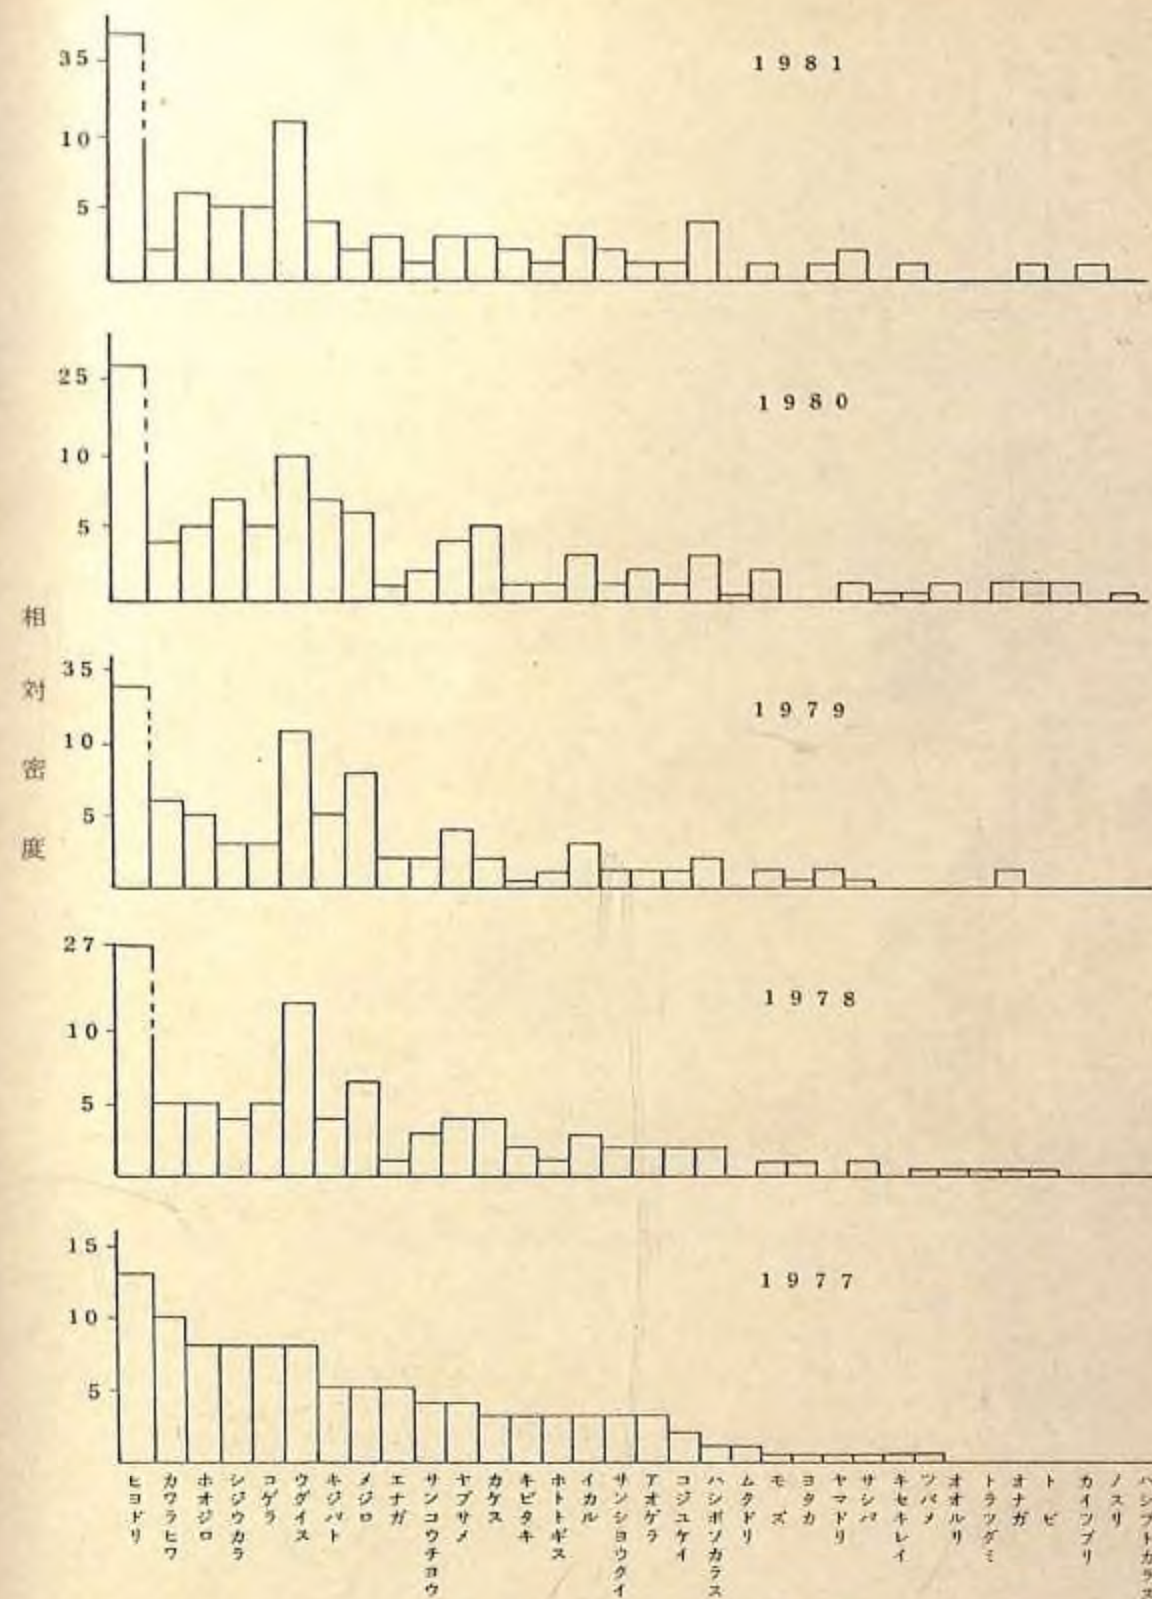 35
10
5
1981
25
10
5
1980
相対密度
35
10
5
1979
27
10
5
1978
15
10
5
1977
ヒヨドリ
カワラヒワ
ホオジロ
シジウカラ
コゲラ
ウグイス
キジバト
メジロ
エナガ
サンコウチヨウ
ヤブサメ
カケス
キビタキ
ホトトギス
イカル
サンシヨウクイ
アオゲラ
コジユケイ
ハシボソカラス
ムクドリ
モズ
ヨタカ
ヤマドリ
サシバ
キセキレイ
ツバメ
オオルリ
トラツグミ
オナガ
トビ
カイツブリ
ノスリ
ハシブトカラス